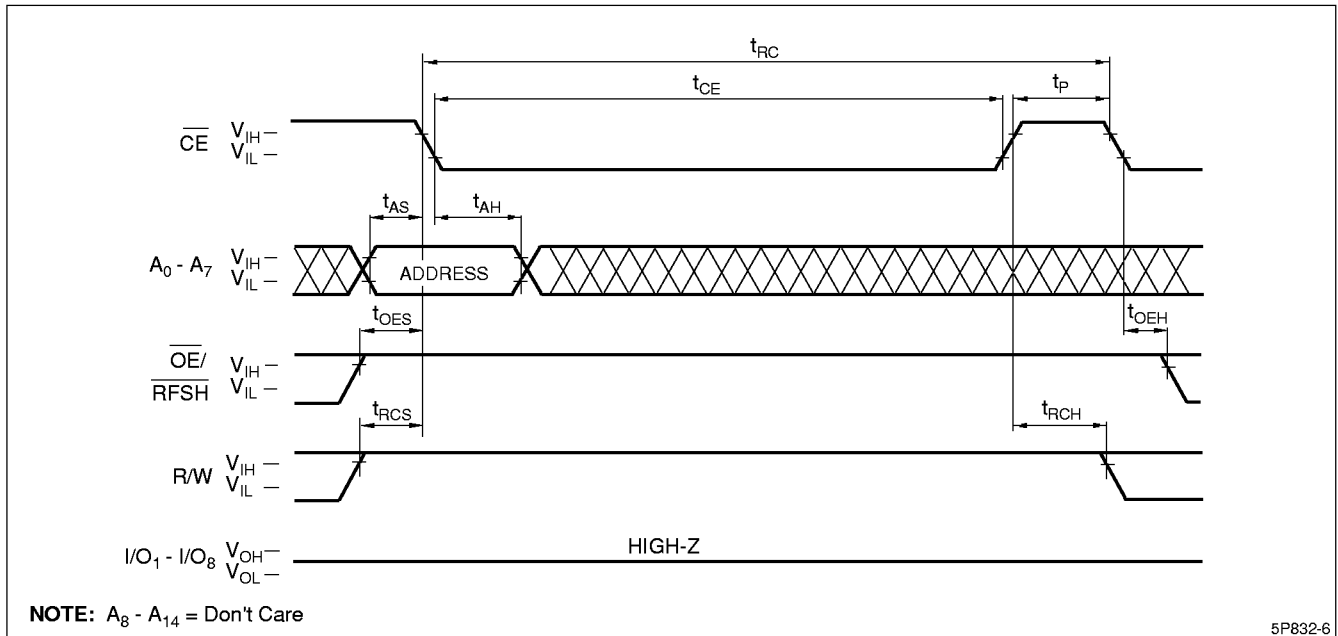 tRC
tCE
tP
CE VIH
VIL
tAS
tAH
A0 - A7 VIH
VIL
ADDRESS
tOES
tOEH
OE/
RFSH
VIH
VIL
tRCS
tRCH
R/W VIH
VIL
HIGH-Z
I/O1 - I/O8 VOH
VOL
NOTE: A8 - A14 = Don't Care
5P832-6